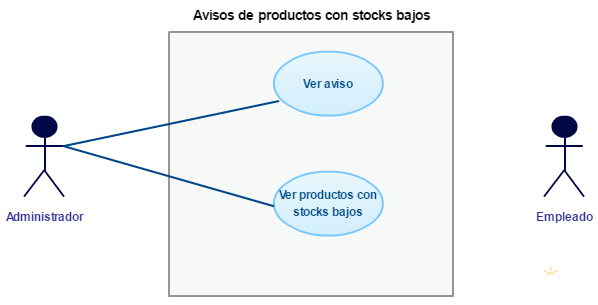 Avisos de productos con stocks bajos
Ver aviso
Ver productos con
stocks bajos
Administrador
Empleado